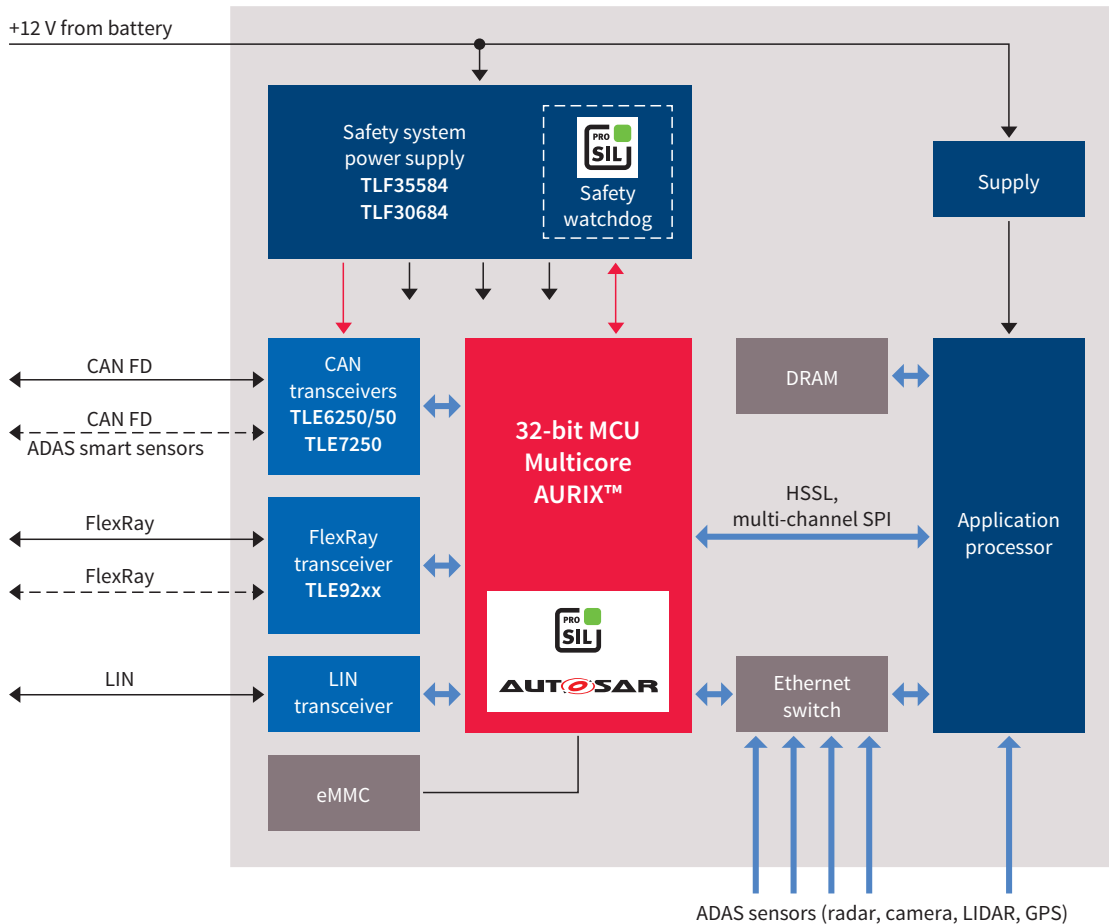 +12 V from battery
Safety system
power supply
TLF35584
TLF30684
PRO
SIL
Safety
watchdog
Supply
CAN FD
CAN FD
ADAS smart sensors
CAN
transceivers
TLE6250/50
TLE7250
32-bit MCU
Multicore
AURIX™
DRAM
HSSL,
multi-channel SPI
Application
processor
FlexRay
FlexRay
FlexRay
transceiver
TLE92xx
PRO
SIL
AUTOSAR
LIN
LIN
transceiver
Ethernet
switch
eMMC
ADAS sensors (radar, camera, LIDAR, GPS)